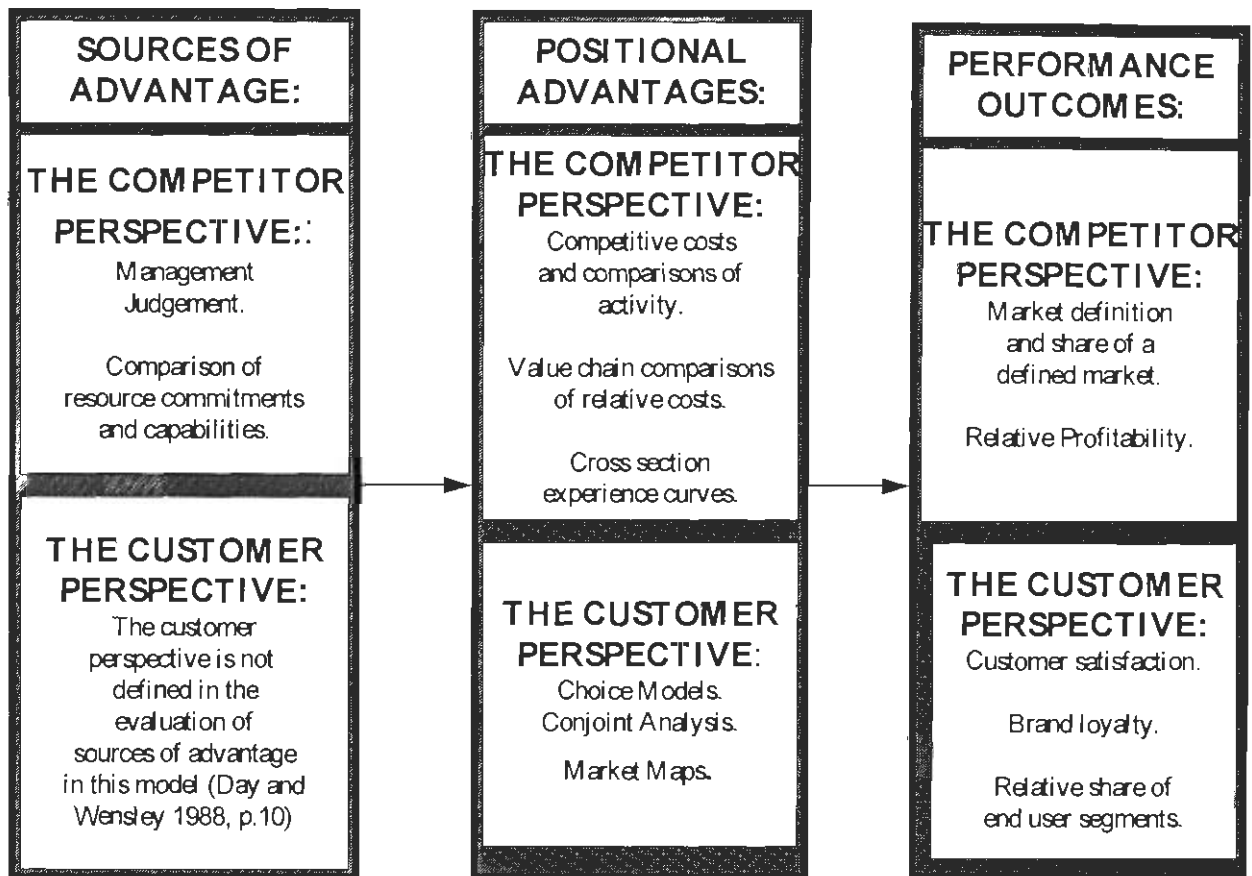 SOURCES OF
ADVANTAGE:
THE COMPETITOR
PERSPECTIVE::
Management
Judgement.
Comparison of
resource commitments
and capabilities.
THE CUSTOMER
PERSPECTIVE:
The customer
perspective is not
defined in the
evaluation of
sources of advantage
in this model (Day and
Wensley 1988, p.10)
POSITIONAL
ADVANTAGES:
THE COMPETITOR
PERSPECTIVE:
Competitive costs
and comparisons of
activity.
Value chain comparisons
of relative costs.
Cross section
experience curves.
THE CUSTOMER
PERSPECTIVE:
Choice Models.
Conjoint Analysis.
Market Maps.
PERFORMANCE
OUTCOMES:
THE COMPETITOR
PERSPECTIVE:
Market definition
and share of a
defined market.
Relative Profitability.
THE CUSTOMER
PERSPECTIVE:
Customer satisfaction.
Brand loyalty.
Relative share of
end user segments.